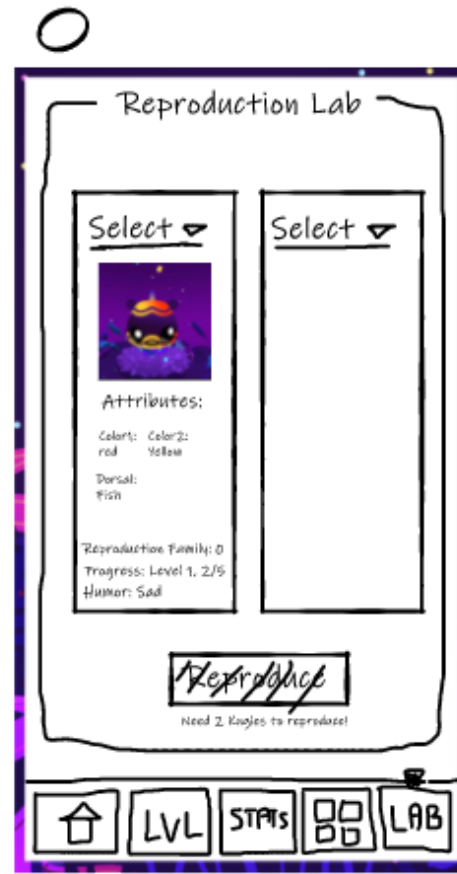 Reproduction Lab
Select
Select
Attributes:
Color1: Color2:
red Yellow
Dorsal:
Fish
Reproduction Family: 0
Progress: Level 1, 2/5
Humor: Sad
Reproduce
Need 2 Kugles to reproduce!
LVL STATS LAB